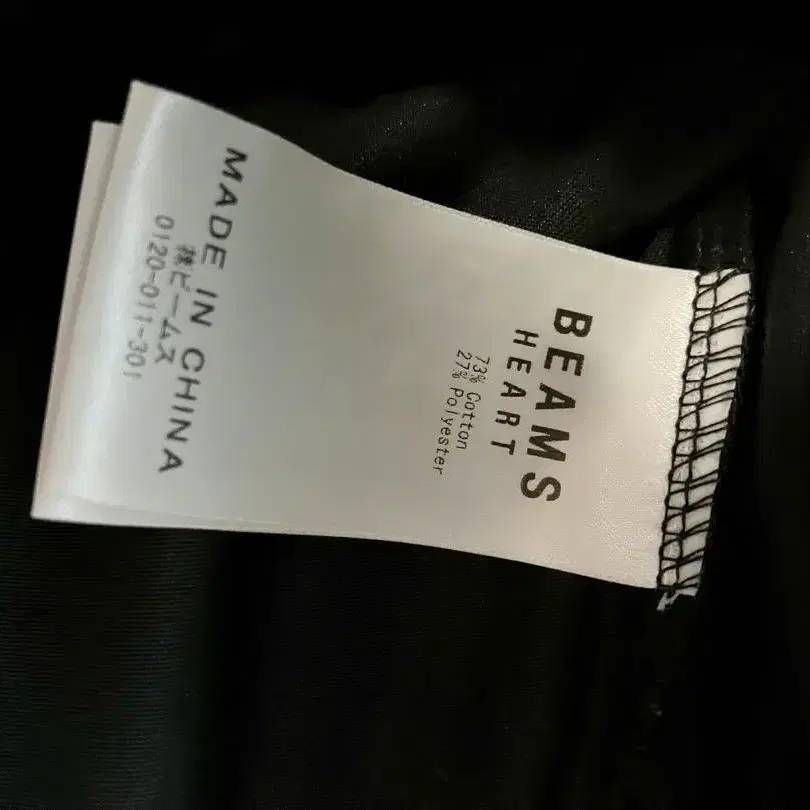 BEAMS
HEART
73% Cotton
27% Polyester
MADE IN CHINA
㈱ビームス
0120-011-301